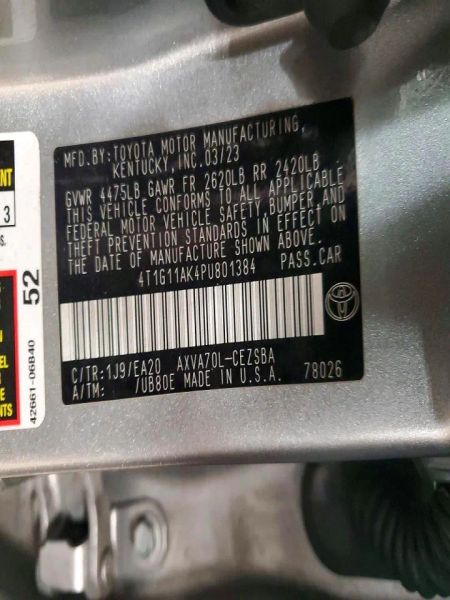 MFD.BY:TOYOTA MOTOR MANUFACTURING,
KENTUCKY,INC.03/23
GVWR 4475LB GAWR FR 2620LB RR 2420LB
THIS VEHICLE CONFORMS TO ALL APPLICABLE
FEDERAL MOTOR VEHICLE SAFETY,BUMPER,AND
THEFT PREVENTION STANDARDS IN EFFECT ON
THE DATE OF MANUFACTURE SHOWN ABOVE.
4T1G11AK4PU801384 PASS.CAR
C/TR:1J9/EA20 AXVA70L-CEZSBA
A/TM: /UB80E MADE IN U.S.A. 78026
52
42661-06B40
3